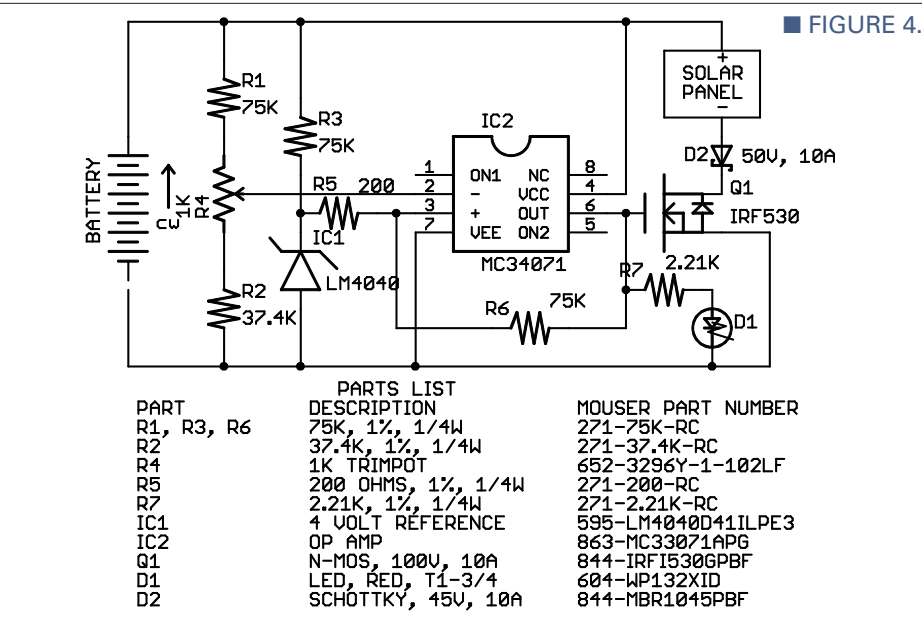 ■ FIGURE 4.
R1
75K
R3
75K
IC2
SOLAR
PANEL
+
−
D2
50V, 10A
BATTERY
CW
1K
R4
R5 200
1 ON1 NC 8
2 - VCC 4
3 + OUT 6
7 VEE ON2 5
MC34071
Q1
IRF530
IC1
LM4040
R2
37.4K
R6 75K
R7 2.21K
D1
PARTS LIST
PART DESCRIPTION MOUSER PART NUMBER
R1, R3, R6 75K, 1%, 1/4W 271-75K-RC
R2 37.4K, 1%, 1/4W 271-37.4K-RC
R4 1K TRIMPOT 652-3296Y-1-102LF
R5 200 OHMS, 1%, 1/4W 271-200-RC
R7 2.21K, 1%, 1/4W 271-2.21K-RC
IC1 4 VOLT REFERENCE 595-LM4040D41ILPE3
IC2 OP AMP 863-MC33071APG
Q1 N-MOS, 100V, 10A 844-IRFI530GPBF
D1 LED, RED, T1-3/4 604-WP132XID
D2 SCHOTTKY, 45V, 10A 844-MBR1045PBF